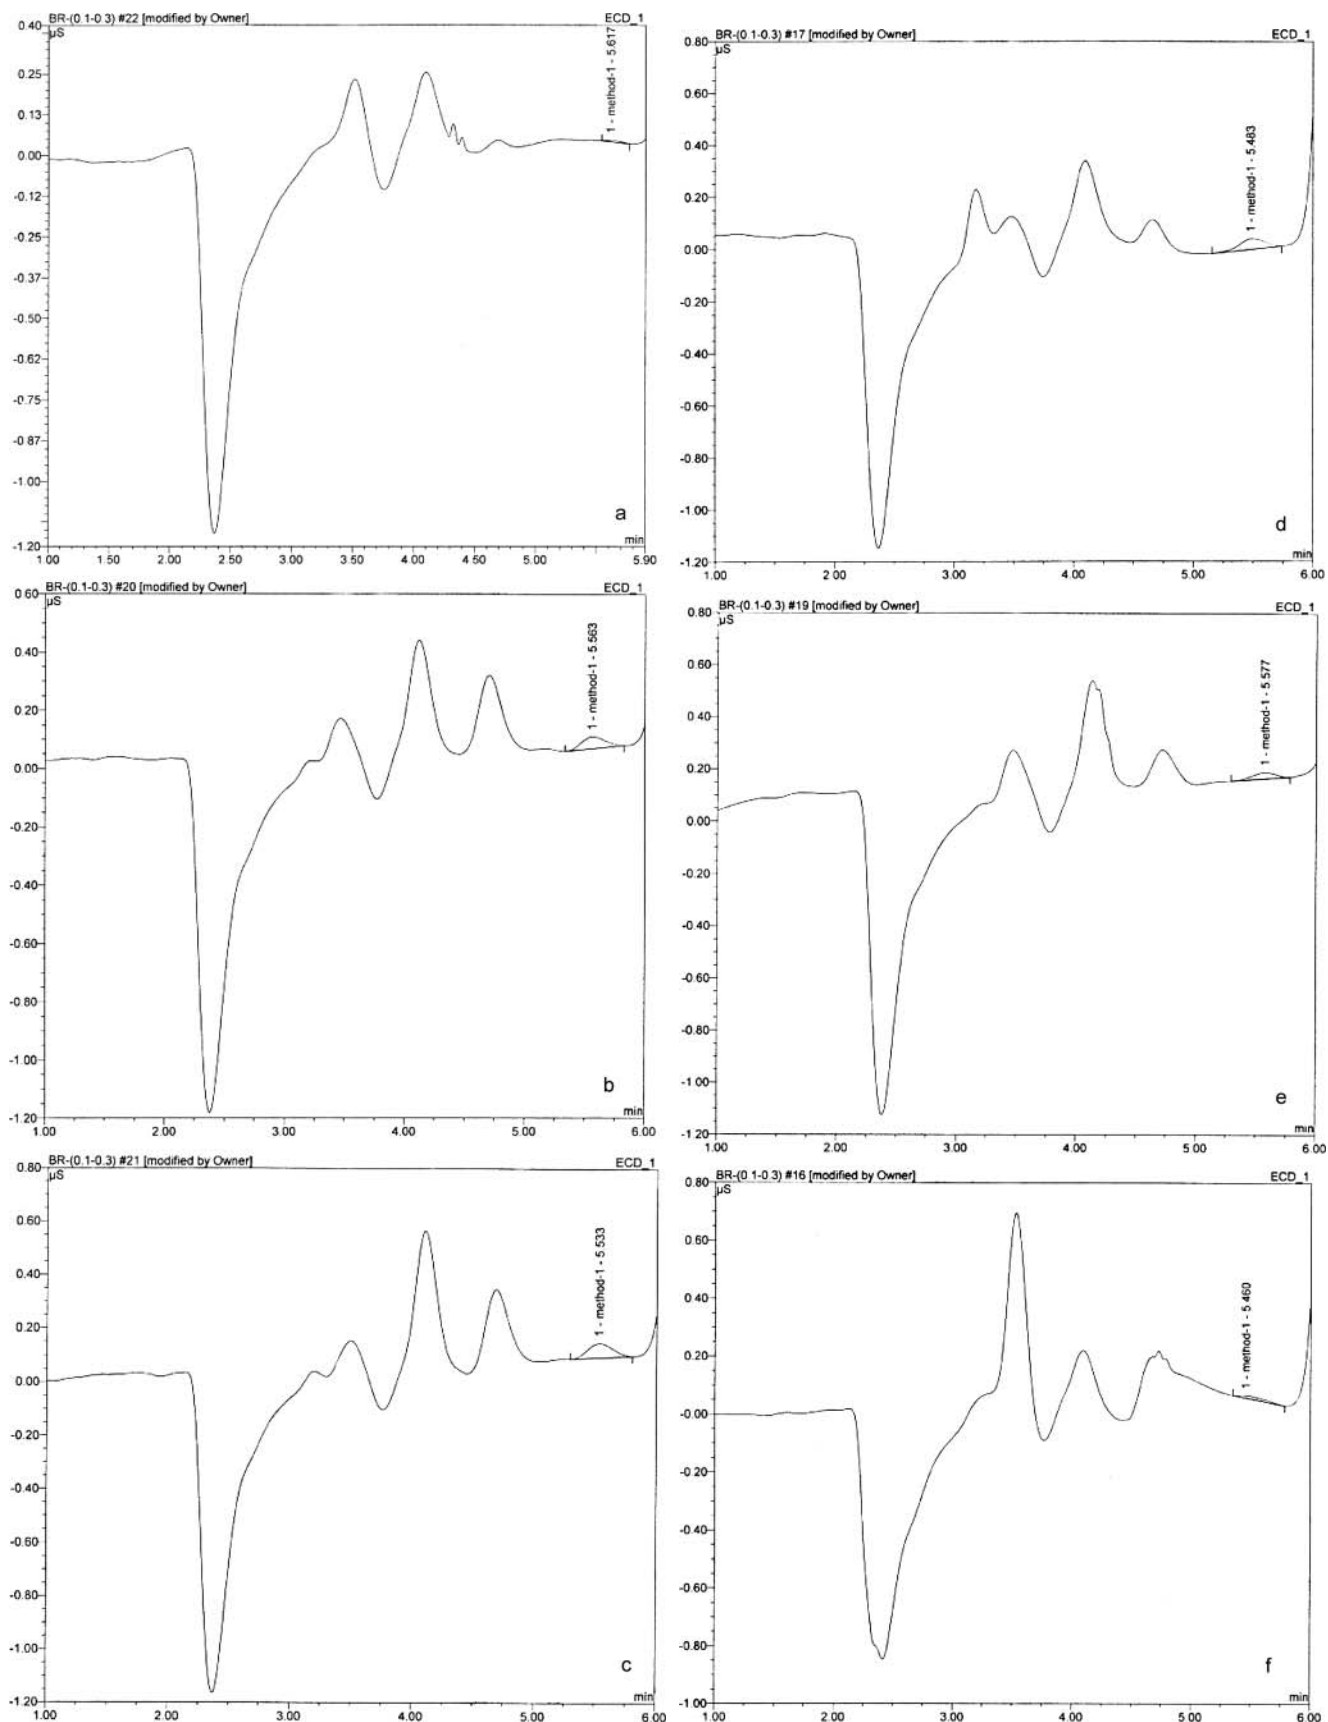 BR-(0.1-0.3) #22 [modified by Owner] ECD_1
µS
0.40
0.25
0.13
0.00
-0.12
-0.25
-0.37
-0.50
-0.62
-0.75
-0.87
-1.00
-1.20
1 - method-1 - 5.617
a
min
1.00 1.50 2.00 2.50 3.00 3.50 4.00 4.50 5.00 5.90
BR-(0.1-0.3) #20 [modified by Owner] ECD_1
µS
0.60
0.40
0.20
0.00
-0.20
-0.40
-0.60
-0.80
-1.00
-1.20
1 - method-1 - 5.563
b
min
1.00 2.00 3.00 4.00 5.00 6.00
BR-(0.1-0.3) #21 [modified by Owner] ECD_1
µS
0.80
0.60
0.40
0.20
0.00
-0.20
-0.40
-0.60
-0.80
-1.00
-1.20
1 - method-1 - 5.533
c
min
1.00 2.00 3.00 4.00 5.00 6.00
BR-(0.1-0.3) #17 [modified by Owner] ECD_1
µS
0.80
0.60
0.40
0.20
0.00
-0.20
-0.40
-0.60
-0.80
-1.00
-1.20
1 - method-1 - 5.483
d
min
1.00 2.00 3.00 4.00 5.00 6.00
BR-(0.1-0.3) #19 [modified by Owner] ECD_1
µS
0.80
0.60
0.40
0.20
0.00
-0.20
-0.40
-0.60
-0.80
-1.00
-1.20
1 - method-1 - 5.577
e
min
1.00 2.00 3.00 4.00 5.00 6.00
BR-(0.1-0.3) #16 [modified by Owner] ECD_1
µS
0.80
0.60
0.40
0.20
-0.00
-0.20
-0.40
-0.60
-0.80
-1.00
1 - method-1 - 5.460
f
min
1.00 2.00 3.00 4.00 5.00 6.00